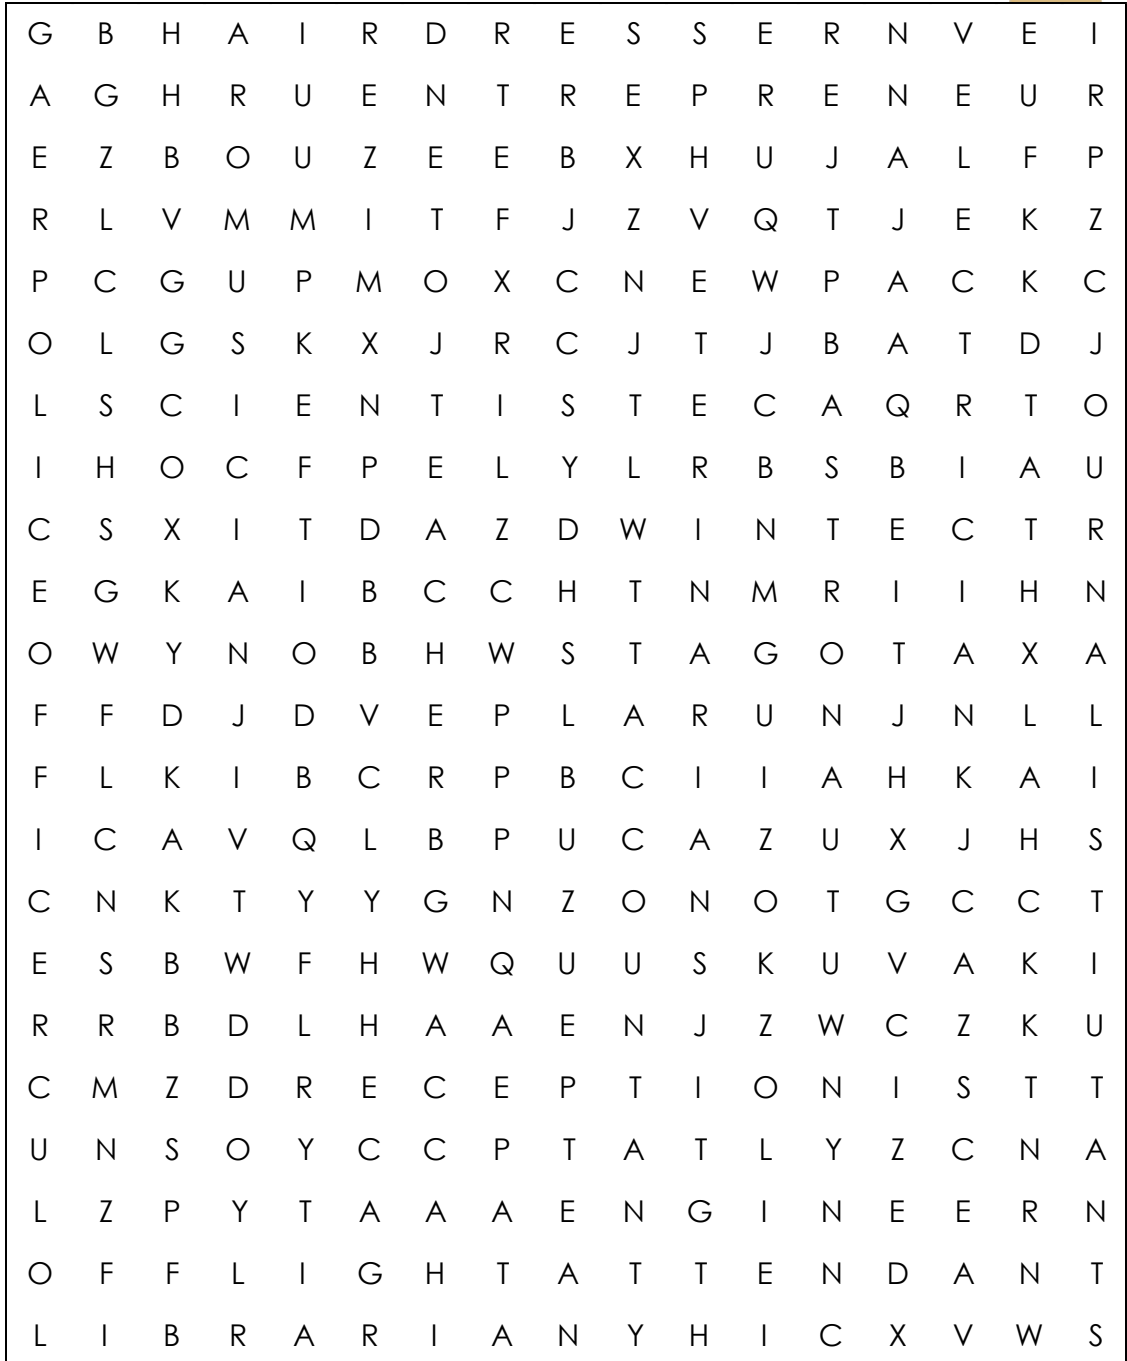 G B H A I R D R E S S E R N V E I
A G H R U E N T R E P R E N E U R
E Z B O U Z E E B X H U J A L F P
R L V M M I T F J Z V Q T J E K Z
P C G U P M O X C N E W P A C K C
O L G S K X J R C J T J B A T D J
L S C I E N T I S T E C A Q R T O
I H O C F P E L Y L R B S B I A U
C S X I T D A Z D W I N T E C T R
E G K A I B C C H T N M R I I H N
O W Y N O B H W S T A G O T A X A
F F D J D V E P L A R U N J N L L
F L K I B C R P B C I I A H K A I
I C A V Q L B P U C A Z U X J H S
C N K T Y Y G N Z O N O T G C C T
E S B W F H W Q U U S K U V A K I
R R B D L H A A E N J Z W C Z K U
C M Z D R E C E P T I O N I S T T
U N S O Y C C P T A T L Y Z C N A
L Z P Y T A A A E N G I N E E R N
O F F L I G H T A T T E N D A N T
L I B R A R I A N Y H I C X V W S